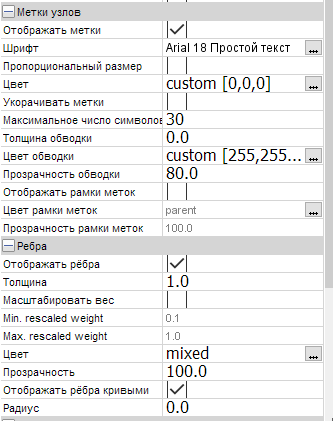 Метки узлов
Отображать метки
Шрифт Arial 18 Простой текст ...
Пропорциональный размер
Цвет custom [0,0,0] ...
Укорачивать метки
Максимальное число символов 30
Толщина обводки 0.0
Цвет обводки custom [255,255... ...
Прозрачность обводки 80.0
Отображать рамки меток
Цвет рамки меток parent ...
Прозрачность рамки меток 100.0
Ребра
Отображать рёбра
Толщина 1.0
Масштабировать вес
Min. rescaled weight 0.1
Max. rescaled weight 1.0
Цвет mixed ...
Прозрачность 100.0
Отображать рёбра кривыми
Радиус 0.0